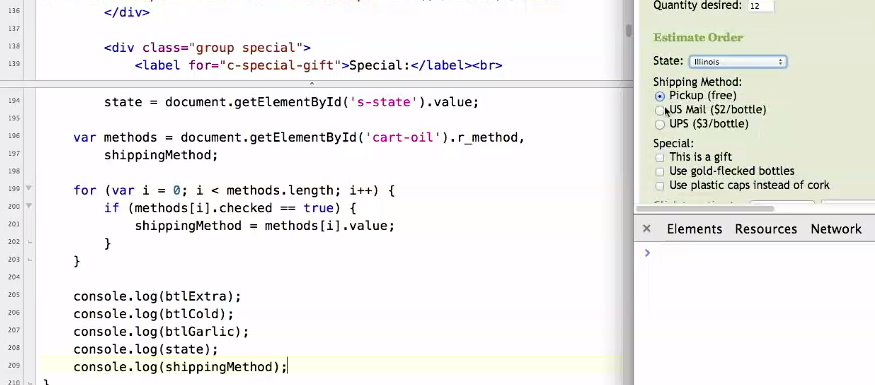 136 </div>
137
138 <div class="group special">
139 <label for="c-special-gift">Special:</label><br>
194 state = document.getElementById('s-state').value;
195
196 var methods = document.getElementById('cart-oil').r_method,
197 shippingMethod;
198
199 for (var i = 0; i < methods.length; i++) {
200 if (methods[i].checked == true) {
201 shippingMethod = methods[i].value;
202 }
203 }
204
205 console.log(btlExtra);
206 console.log(btlCold);
207 console.log(btlGarlic);
208 console.log(state);
209 console.log(shippingMethod);
210 }
Quantity desired: 12
Estimate Order
State: Illinois
Shipping Method:
Pickup (free)
US Mail ($2/bottle)
UPS ($3/bottle)
Special:
This is a gift
Use gold-flecked bottles
Use plastic caps instead of cork
× Elements Resources Network
>